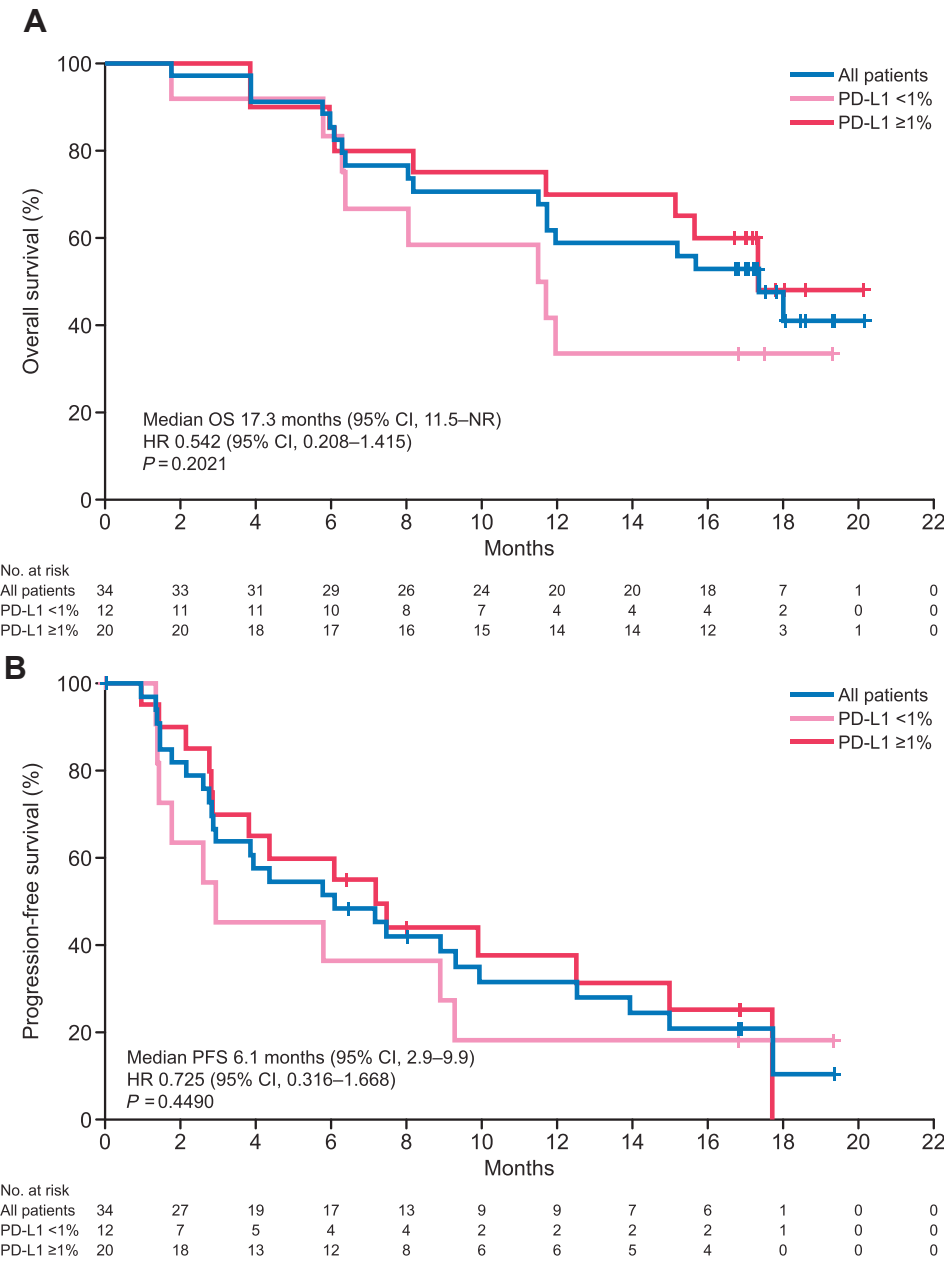 A
100
80
60
40
20
0
Overall survival (%)
All patients
PD-L1 <1%
PD-L1 ≥1%
Median OS 17.3 months (95% CI, 11.5–NR)
HR 0.542 (95% CI, 0.208–1.415)
P = 0.2021
0 2 4 6 8 10 12 14 16 18 20 22
Months
No. at risk
All patients 34 33 31 29 26 24 20 20 18 7 1 0
PD-L1 <1% 12 11 11 10 8 7 4 4 4 2 0 0
PD-L1 ≥1% 20 20 18 17 16 15 14 14 12 3 1 0
B
100
80
60
40
20
0
Progression-free survival (%)
All patients
PD-L1 <1%
PD-L1 ≥1%
Median PFS 6.1 months (95% CI, 2.9–9.9)
HR 0.725 (95% CI, 0.316–1.668)
P = 0.4490
0 2 4 6 8 10 12 14 16 18 20 22
Months
No. at risk
All patients 34 27 19 17 13 9 9 7 6 1 0 0
PD-L1 <1% 12 7 5 4 4 2 2 2 2 1 0 0
PD-L1 ≥1% 20 18 13 12 8 6 6 5 4 0 0 0